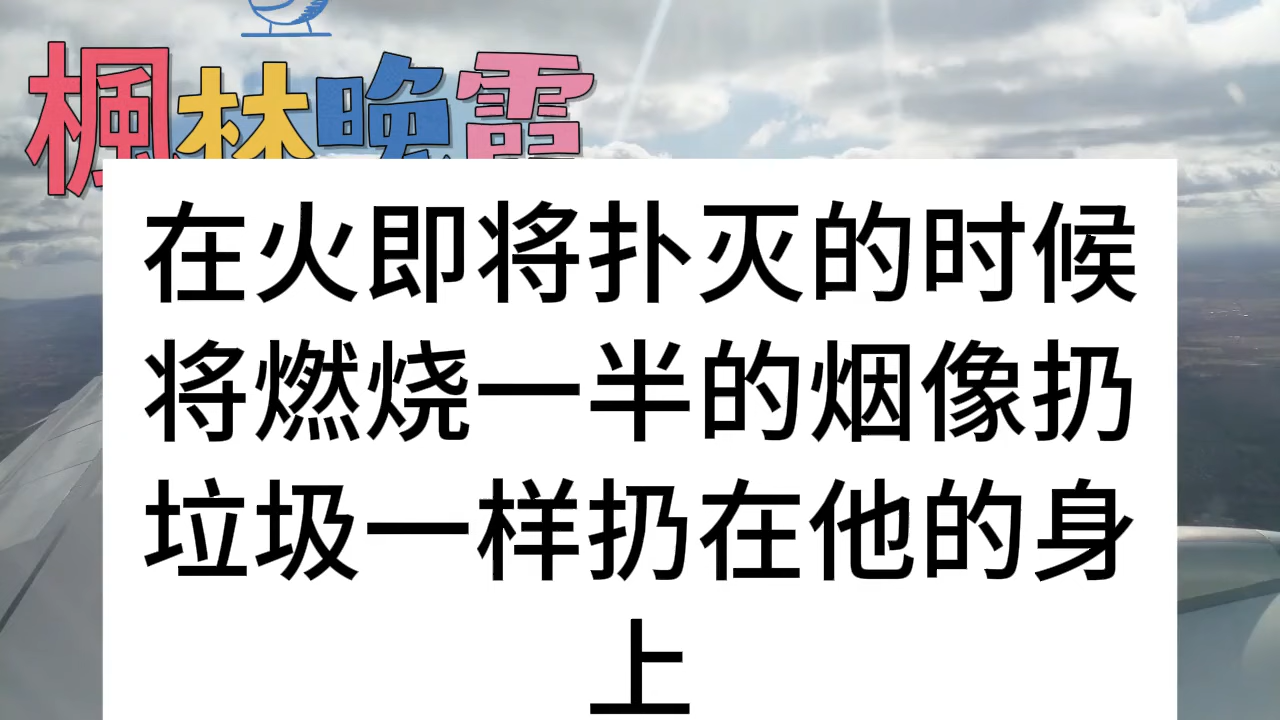 楓林晚霞
在火即将扑灭的时候
将燃烧一半的烟像扔
垃圾一样扔在他的身
上